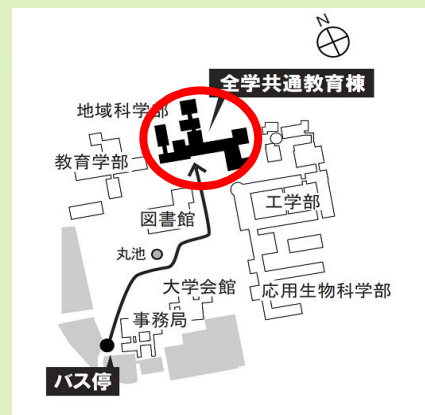 N
全学共通教育棟
地域科学部
教育学部
工学部
図書館
丸池
大学会館
応用生物科学部
事務局
バス停